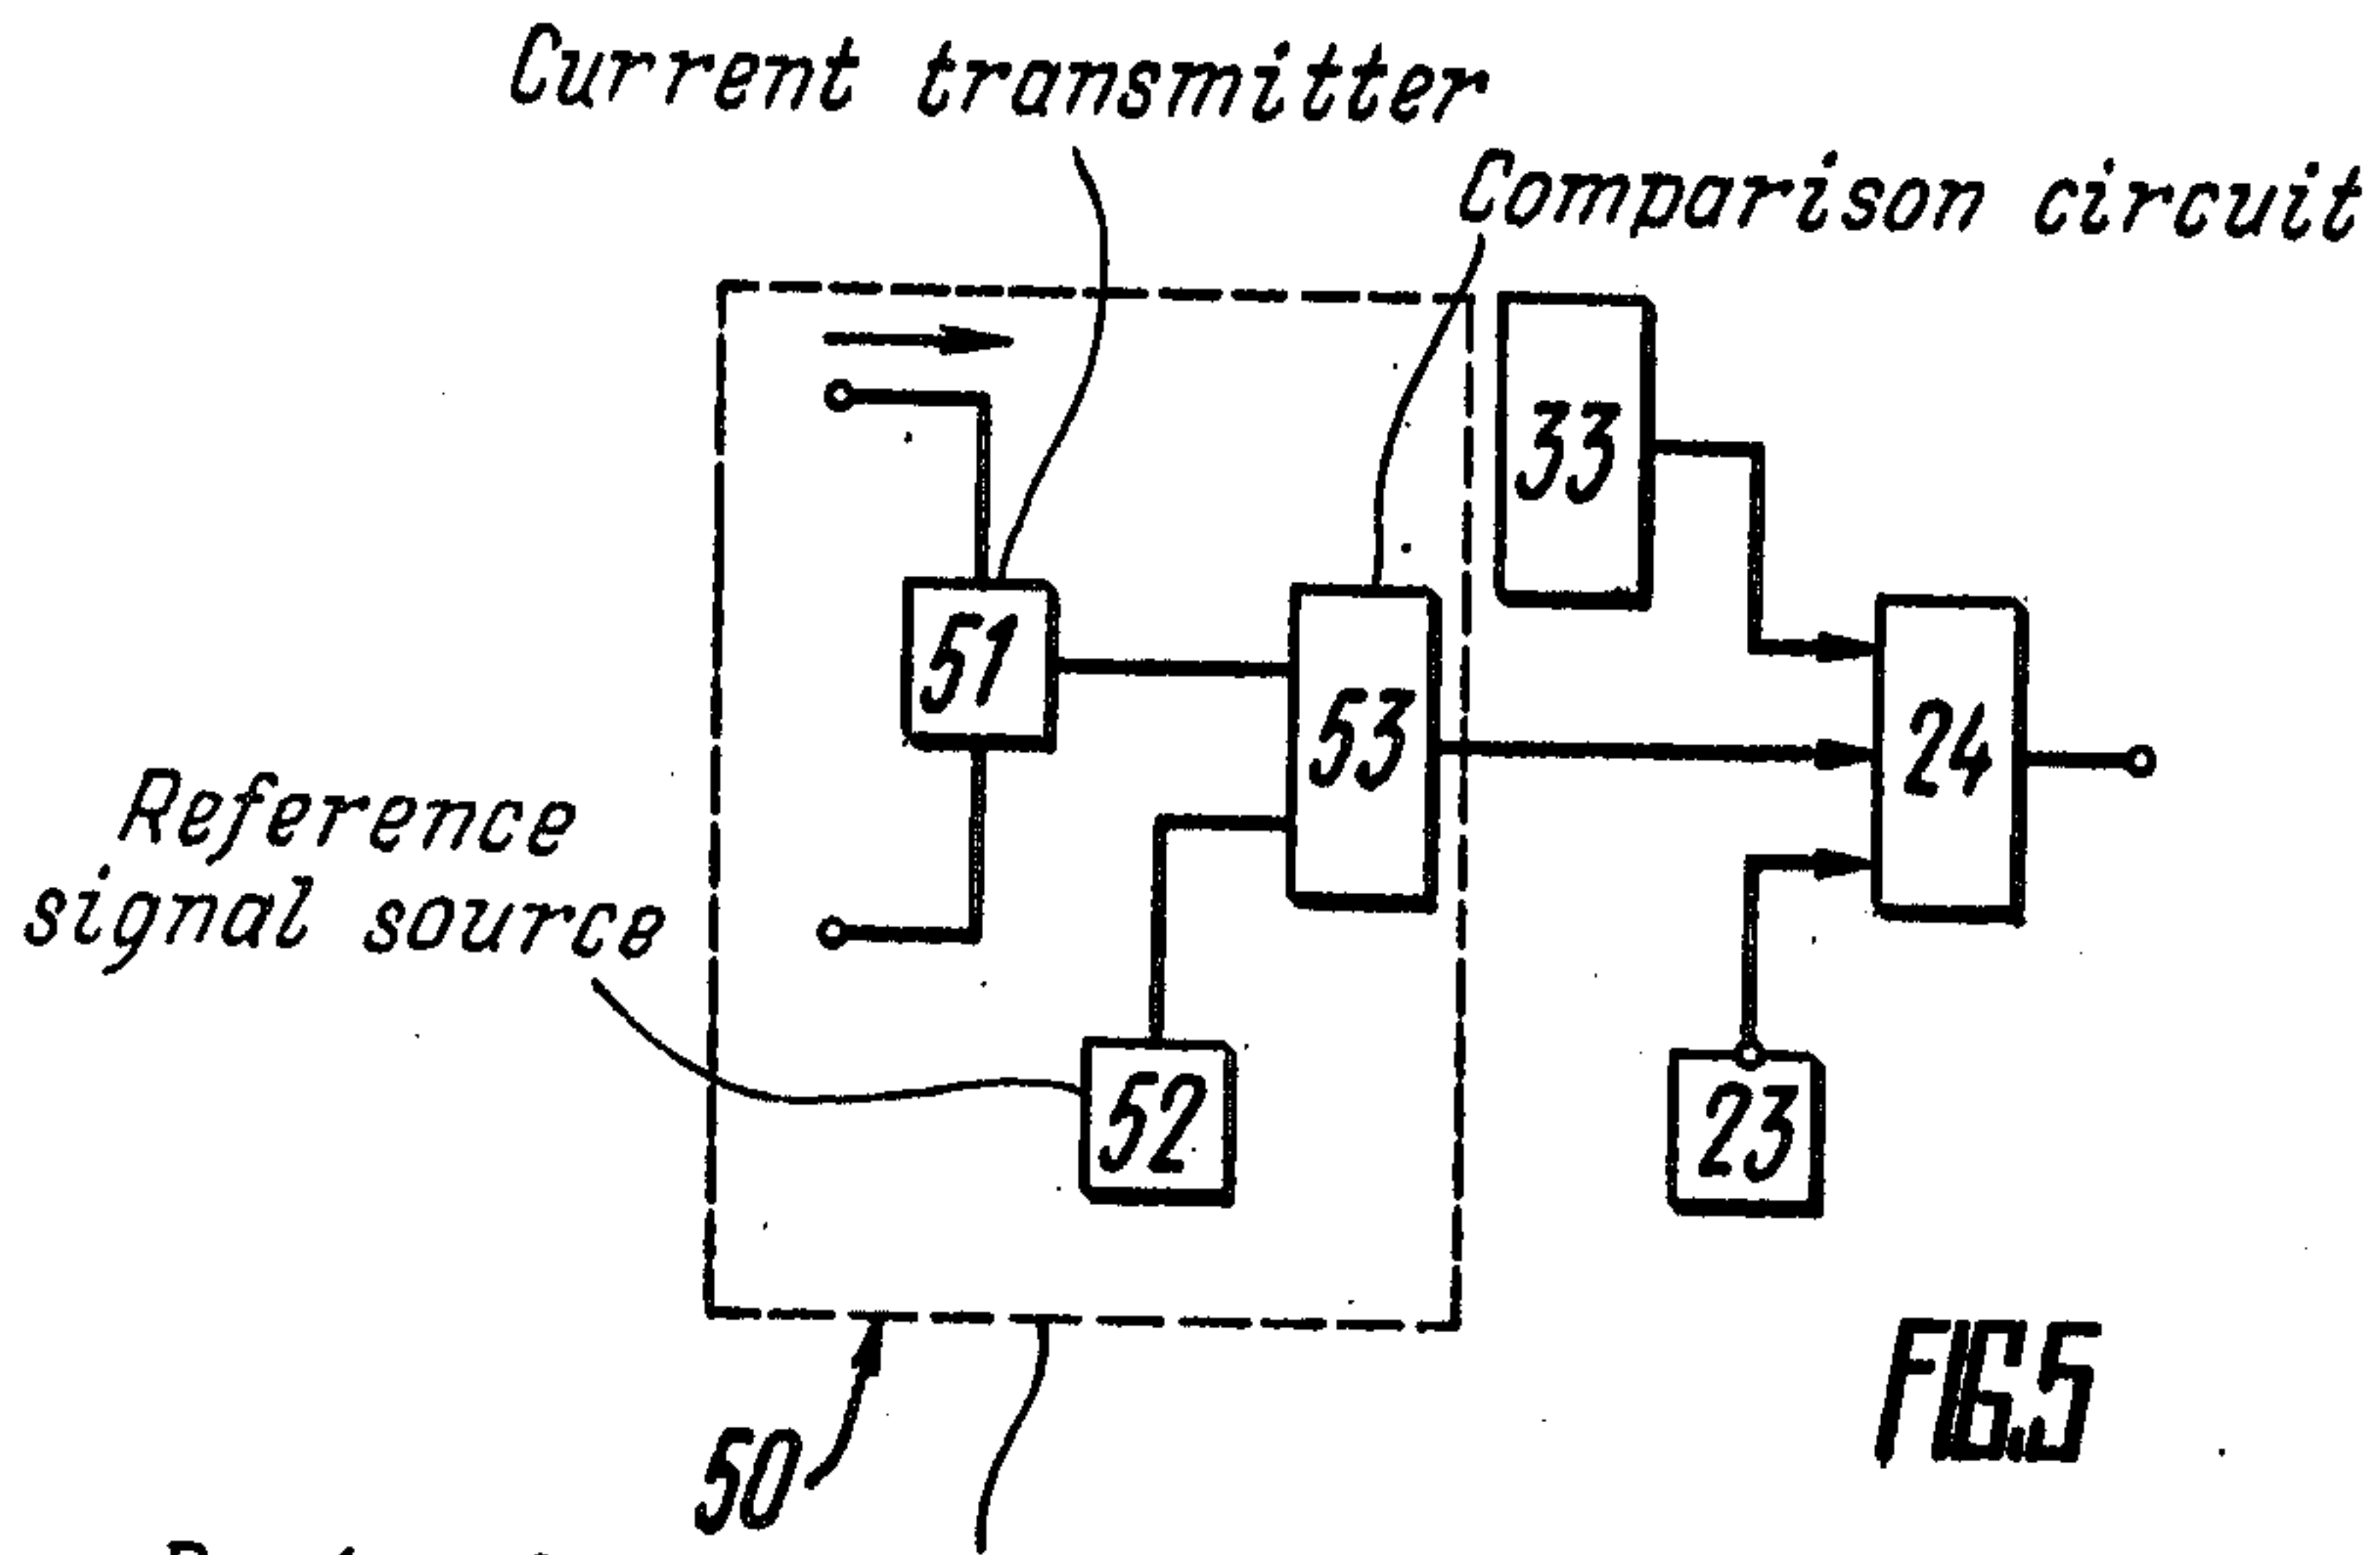 Current transmitter
Comparison circuit
33
51
53
24
Reference
signal source
52
23
50
FIG.5